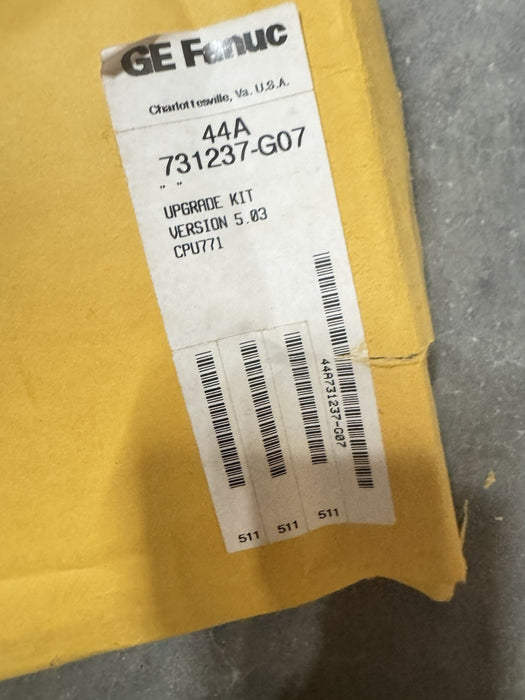 GE Fanuc
Charlottesville, Va. U.S.A.
44A
731237-G07
" "
UPGRADE KIT
VERSION 5.03
CPU771
44A731237-G07
511
511
511